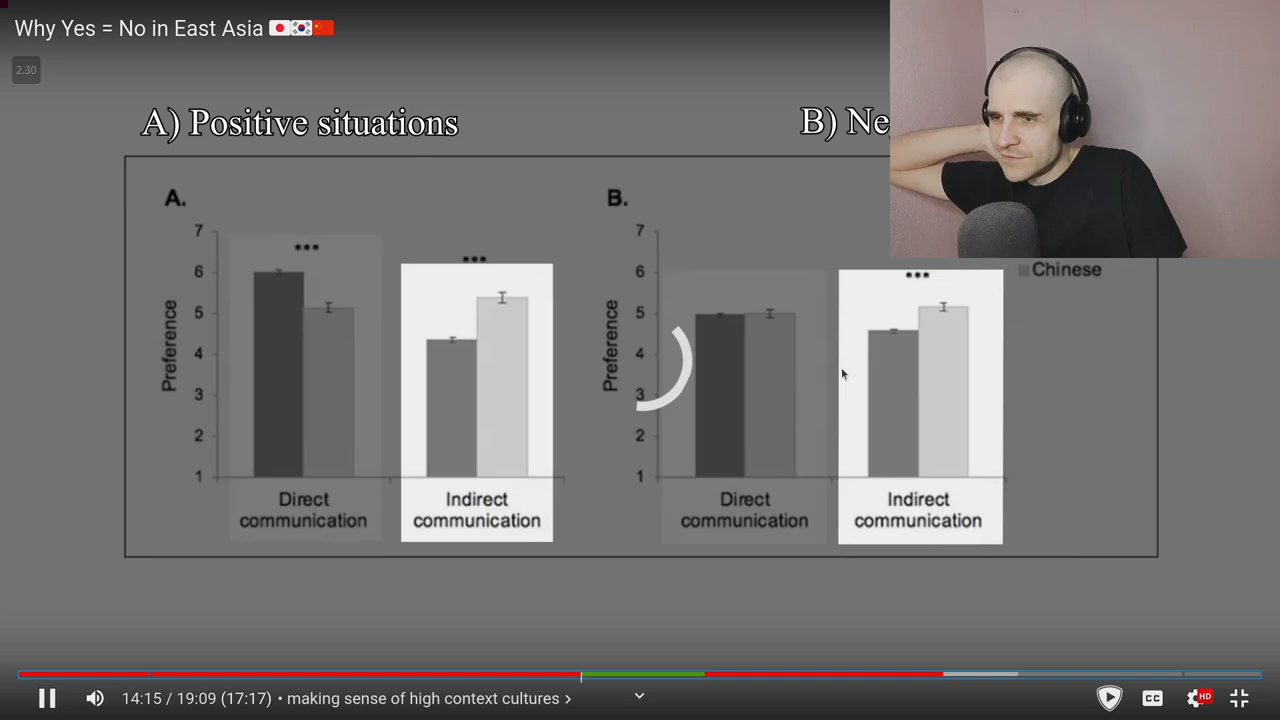 Why Yes = No in East Asia 🇯🇵🇰🇷🇨🇳
2.30
A) Positive situations
B) Ne
A.
B.
7
6
5
4
3
2
1
Preference
***
***
Direct
communication
Indirect
communication
7
6
5
4
3
2
1
Preference
***
Chinese
Direct
communication
Indirect
communication
14:15 / 19:09 (17:17) • making sense of high context cultures >
CC
HD